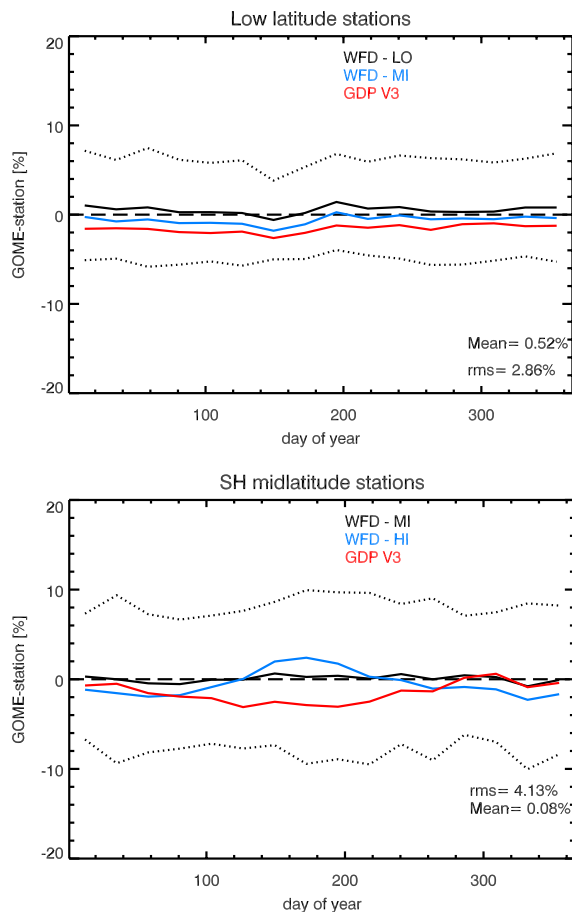 Low latitude stations
20
10
0
-10
-20
GOME-station [%]
WFD - LO
WFD - MI
GDP V3
Mean= 0.52%
rms= 2.86%
100
200
300
day of year
SH midlatitude stations
20
10
0
-10
-20
GOME-station [%]
WFD - MI
WFD - HI
GDP V3
rms= 4.13%
Mean= 0.08%
100
200
300
day of year